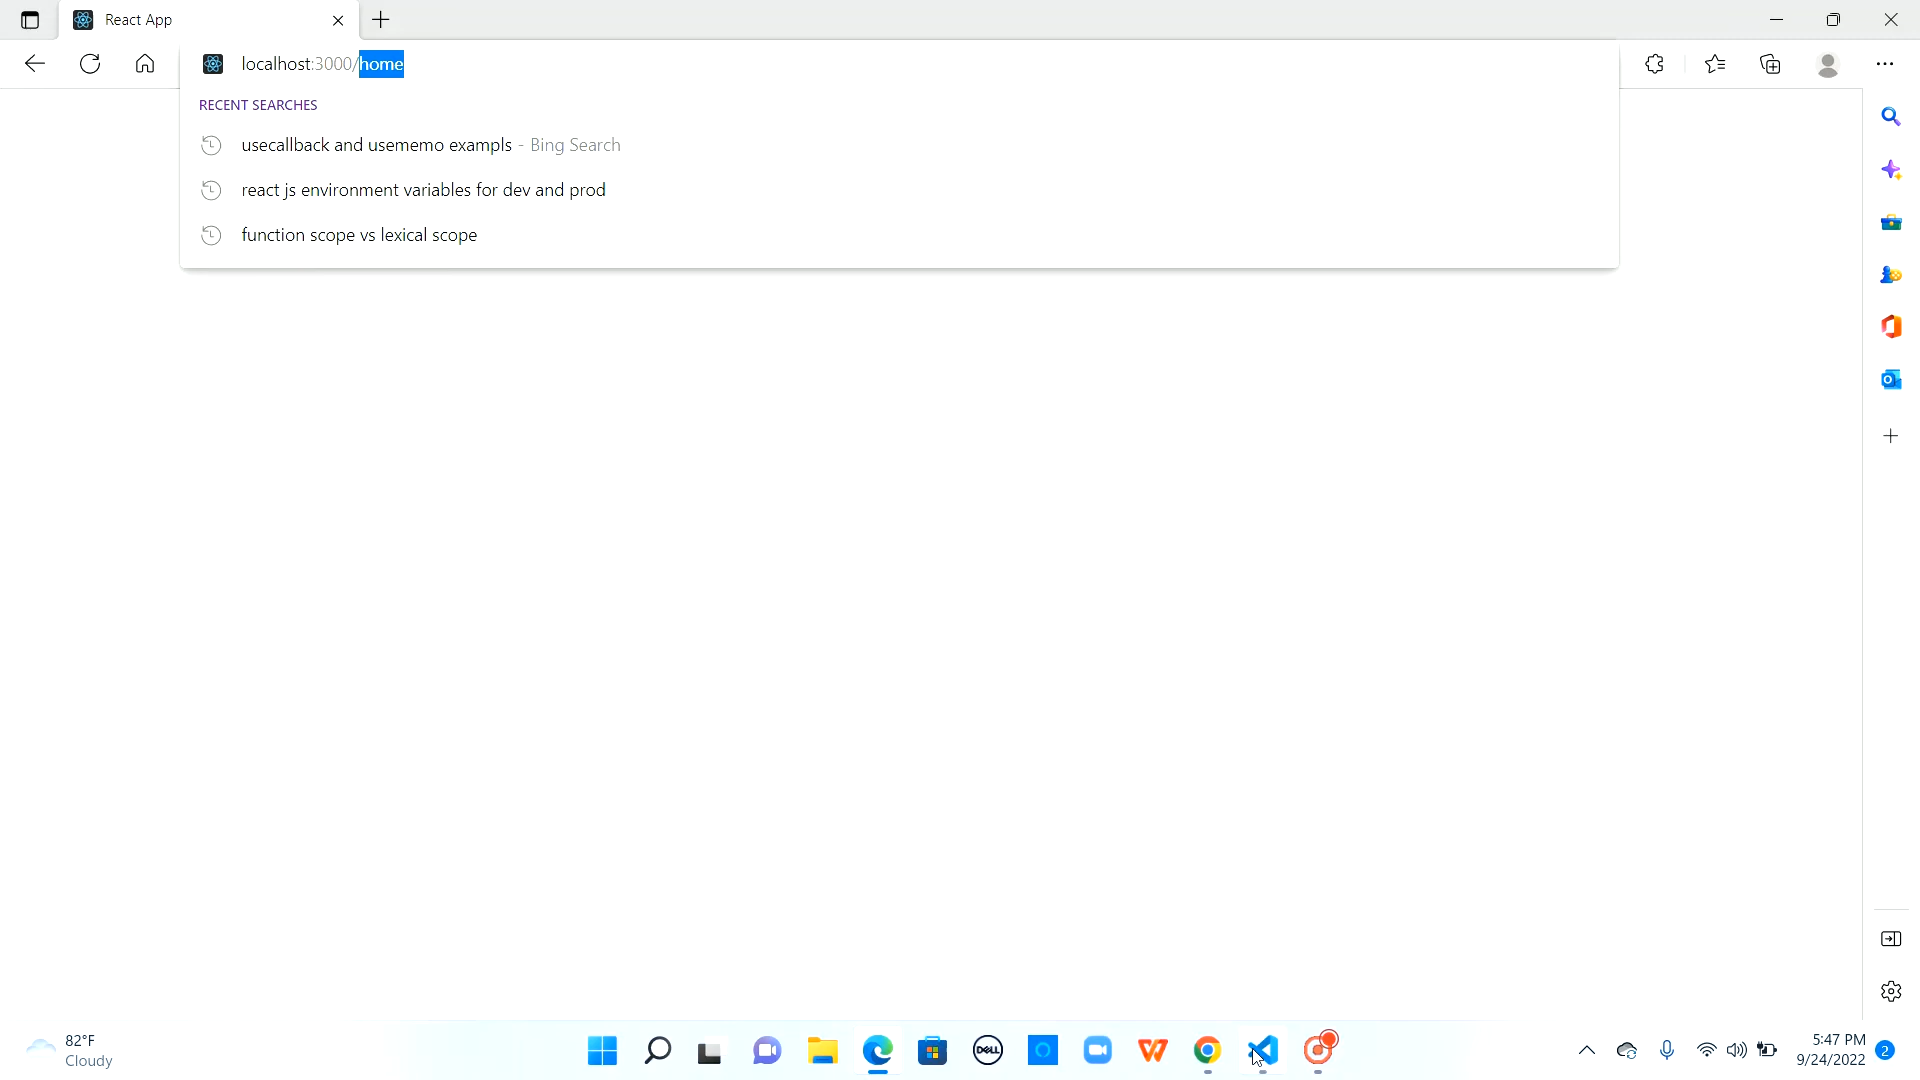 React App
localhost:3000/home
RECENT SEARCHES
usecallback and usememo exampls - Bing Search
react js environment variables for dev and prod
function scope vs lexical scope
82°F
Cloudy
DELL
5:47 PM
9/24/2022
2